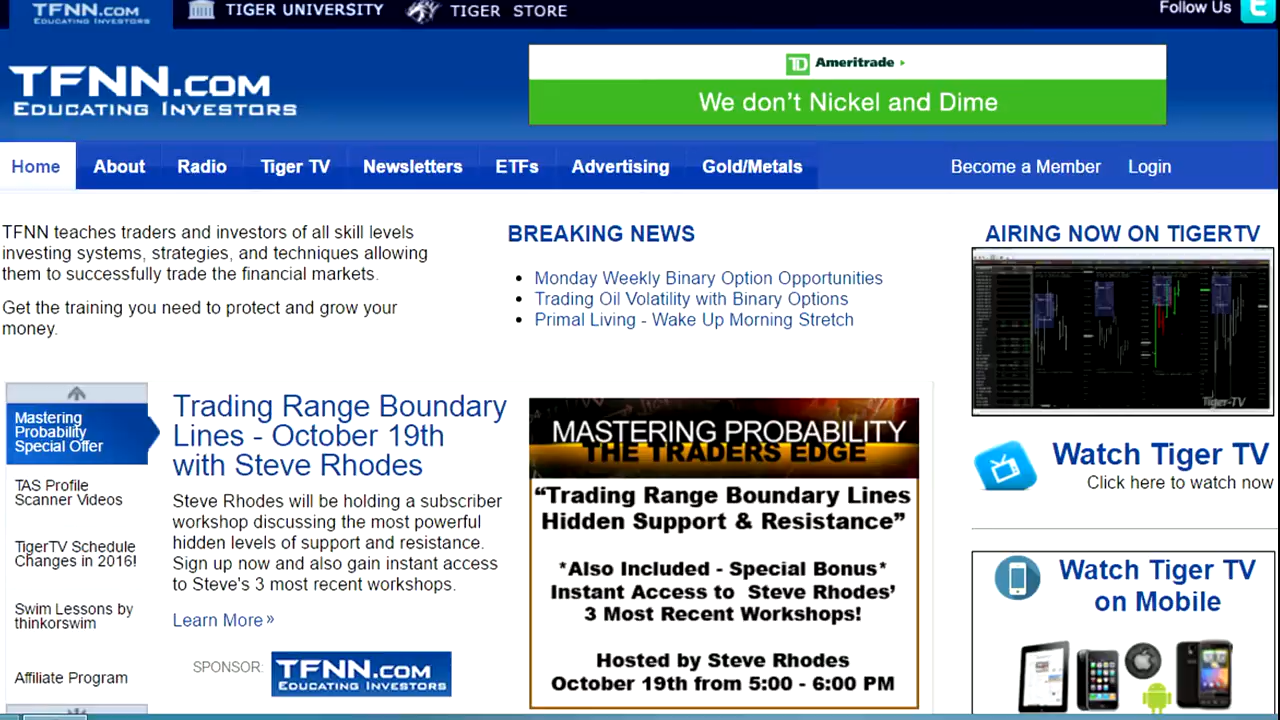 TFNN.com
EDUCATING INVESTORS
TIGER UNIVERSITY
TIGER STORE
Follow Us
TFNN.com
EDUCATING INVESTORS
TD Ameritrade
We don't Nickel and Dime
Home
About
Radio
Tiger TV
Newsletters
ETFs
Advertising
Gold/Metals
Become a Member
Login
TFNN teaches traders and investors of all skill levels
investing systems, strategies, and techniques allowing
them to successfully trade the financial markets.
Get the training you need to protect and grow your
money.
BREAKING NEWS
Monday Weekly Binary Option Opportunities
Trading Oil Volatility with Binary Options
Primal Living - Wake Up Morning Stretch
AIRING NOW ON TIGERTV
Tiger-TV
Watch Tiger TV
Click here to watch now
Watch Tiger TV
on Mobile
Mastering
Probability
Special Offer
TAS Profile
Scanner Videos
TigerTV Schedule
Changes in 2016!
Swim Lessons by
thinkorswim
Affiliate Program
Trading Range Boundary
Lines - October 19th
with Steve Rhodes
Steve Rhodes will be holding a subscriber
workshop discussing the most powerful
hidden levels of support and resistance.
Sign up now and also gain instant access
to Steve's 3 most recent workshops.
Learn More »
SPONSOR:
TFNN.com
EDUCATING INVESTORS
MASTERING PROBABILITY
THE TRADERS EDGE
“Trading Range Boundary Lines
Hidden Support & Resistance”
*Also Included - Special Bonus*
Instant Access to Steve Rhodes’
3 Most Recent Workshops!
Hosted by Steve Rhodes
October 19th from 5:00 - 6:00 PM